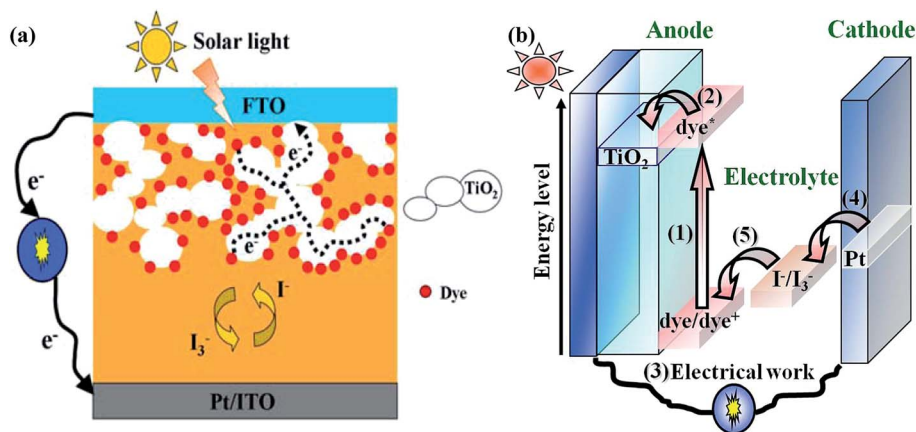 (a)
Solar light
FTO
e-
TiO2
e-
e-
Dye
I-
I3-
e-
Pt/ITO
(b)
Anode
Cathode
(2)
dye*
TiO2
Electrolyte
Energy level
(1)
(4)
(5)
Pt
I-/I3-
dye/dye+
(3) Electrical work